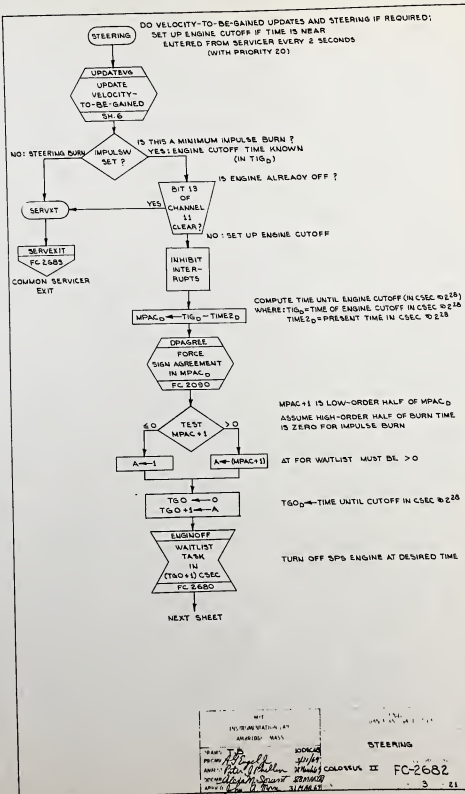 DO VELOCITY-TO-BE-GAINED UPDATES AND STEERING IF REQUIRED;
SET UP ENGINE CUTOFF IF TIME IS NEAR
ENTERED FROM SERVICER EVERY 2 SECONDS
(WITH PRIORITY 20)
STEERING
UPDATEVG
UPDATE
VELOCITY-
TO-BE-GAINED
SH.6
IS THIS A MINIMUM IMPULSE BURN ?
NO: STEERING BURN
IMPULSW
SET ?
YES: ENGINE CUTOFF TIME KNOWN
(IN TIG_D)
IS ENGINE ALREADY OFF ?
BIT 13
OF
CHANNEL
11
CLEAR?
YES
SERVXT
NO: SET UP ENGINE CUTOFF
SERVEXIT
FC 2685
COMMON SERVICER
EXIT
INHIBIT
INTER-
RUPTS
MPAC_D ← TIG_D - TIME2_D
COMPUTE TIME UNTIL ENGINE CUTOFF (IN CSEC @2^28)
WHERE: TIG_D = TIME OF ENGINE CUTOFF IN CSEC @2^28
TIME2_D = PRESENT TIME IN CSEC @2^28
DPAGREE
FORCE
SIGN AGREEMENT
IN MPAC_D
FC 2090
MPAC+1 IS LOW-ORDER HALF OF MPAC_D
ASSUME HIGH-ORDER HALF OF BURN TIME
IS ZERO FOR IMPULSE BURN
≤0
TEST
MPAC+1
>0
A ← 1
A ← (MPAC+1)
ΔT FOR WAITLIST MUST BE >0
TGO ← 0
TGO+1 ← A
TGO_D ← TIME UNTIL CUTOFF IN CSEC @2^28
ENGINOFF
WAITLIST
TASK
IN
(TGO+1) CSEC
FC 2680
TURN OFF SPS ENGINE AT DESIRED TIME
NEXT SHEET
MIT
INSTRUMENTATION LAB
CAMBRIDGE MASS
STEERING
COLOSSUS II
FC-2682
3 21